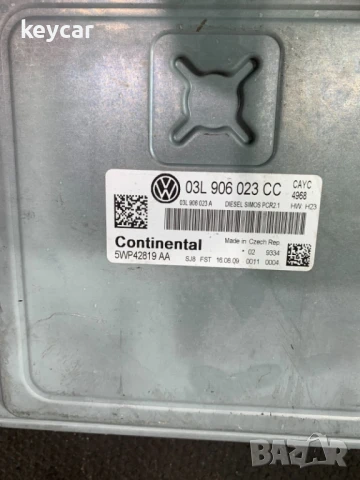 keycar
03L 906 023 CC
CAYC
4968
03L 906 023 A
DIESEL SIMOS PCR2.1
HW: H23
Continental
5WP42819 AA
Made in Czech Rep.
* 02 9334
SJ8 FST 16.08.09 0011 0004
BAZAR